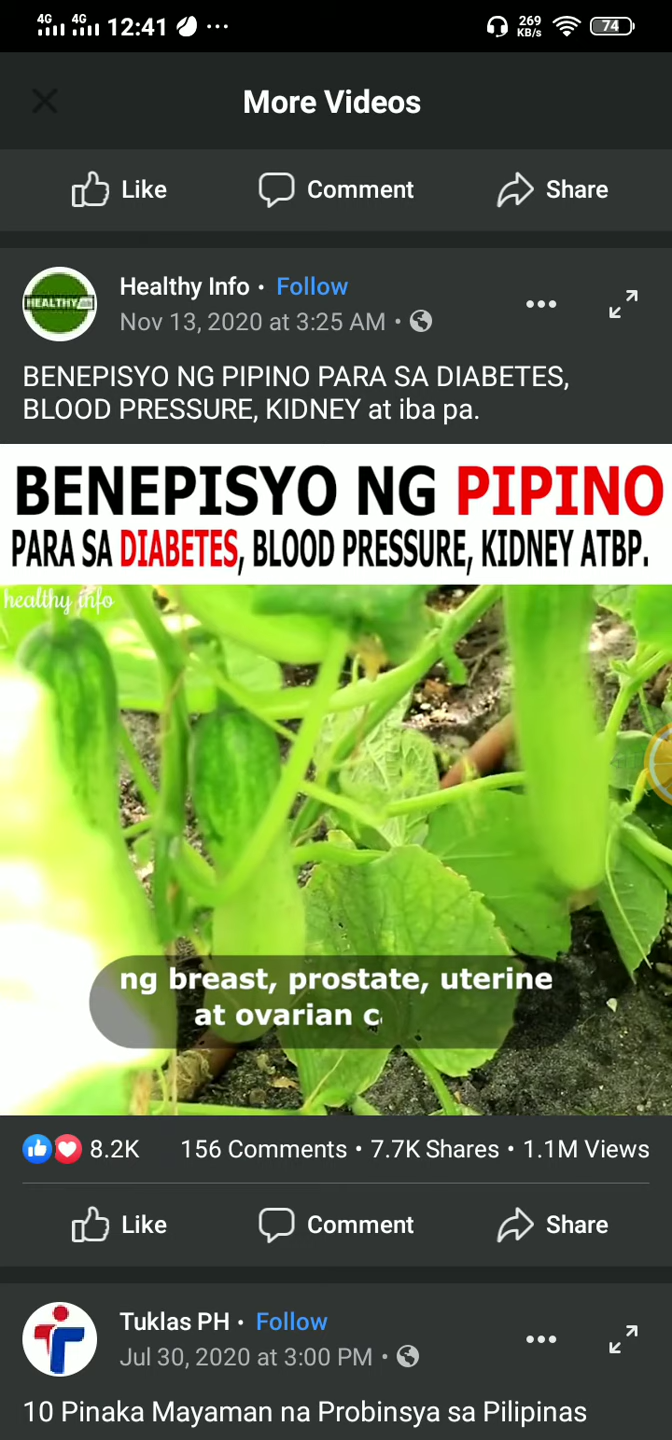 4G 4G 12:41 ... 269 KB/s 74
More Videos
Like Comment Share
HEALTHY
Healthy Info • Follow
Nov 13, 2020 at 3:25 AM •
BENEPISYO NG PIPINO PARA SA DIABETES,
BLOOD PRESSURE, KIDNEY at iba pa.
BENEPISYO NG PIPINO
PARA SA DIABETES, BLOOD PRESSURE, KIDNEY ATBP.
healthy info
ng breast, prostate, uterine
at ovarian c
8.2K 156 Comments • 7.7K Shares • 1.1M Views
Like Comment Share
Tuklas PH • Follow
Jul 30, 2020 at 3:00 PM •
10 Pinaka Mayaman na Probinsya sa Pilipinas